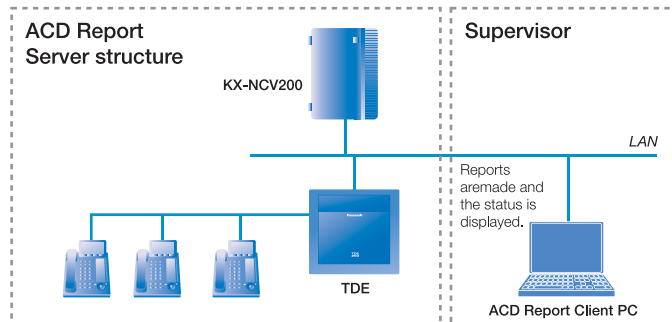 ACD Report
Server structure
KX-NCV200
Supervisor
LAN
Reports
aremade and
the status is
displayed.
Panasonic
TDE
ACD Report Client PC